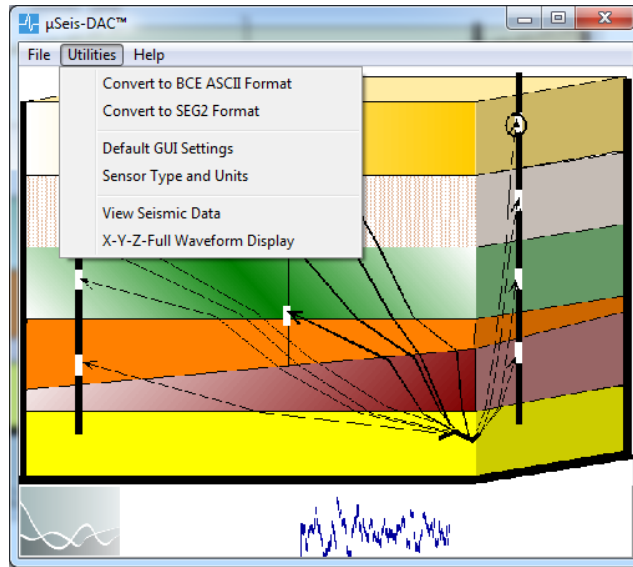 µSeis-DAC™
File Utilities Help
Convert to BCE ASCII Format
Convert to SEG2 Format
Default GUI Settings
Sensor Type and Units
View Seismic Data
X-Y-Z-Full Waveform Display